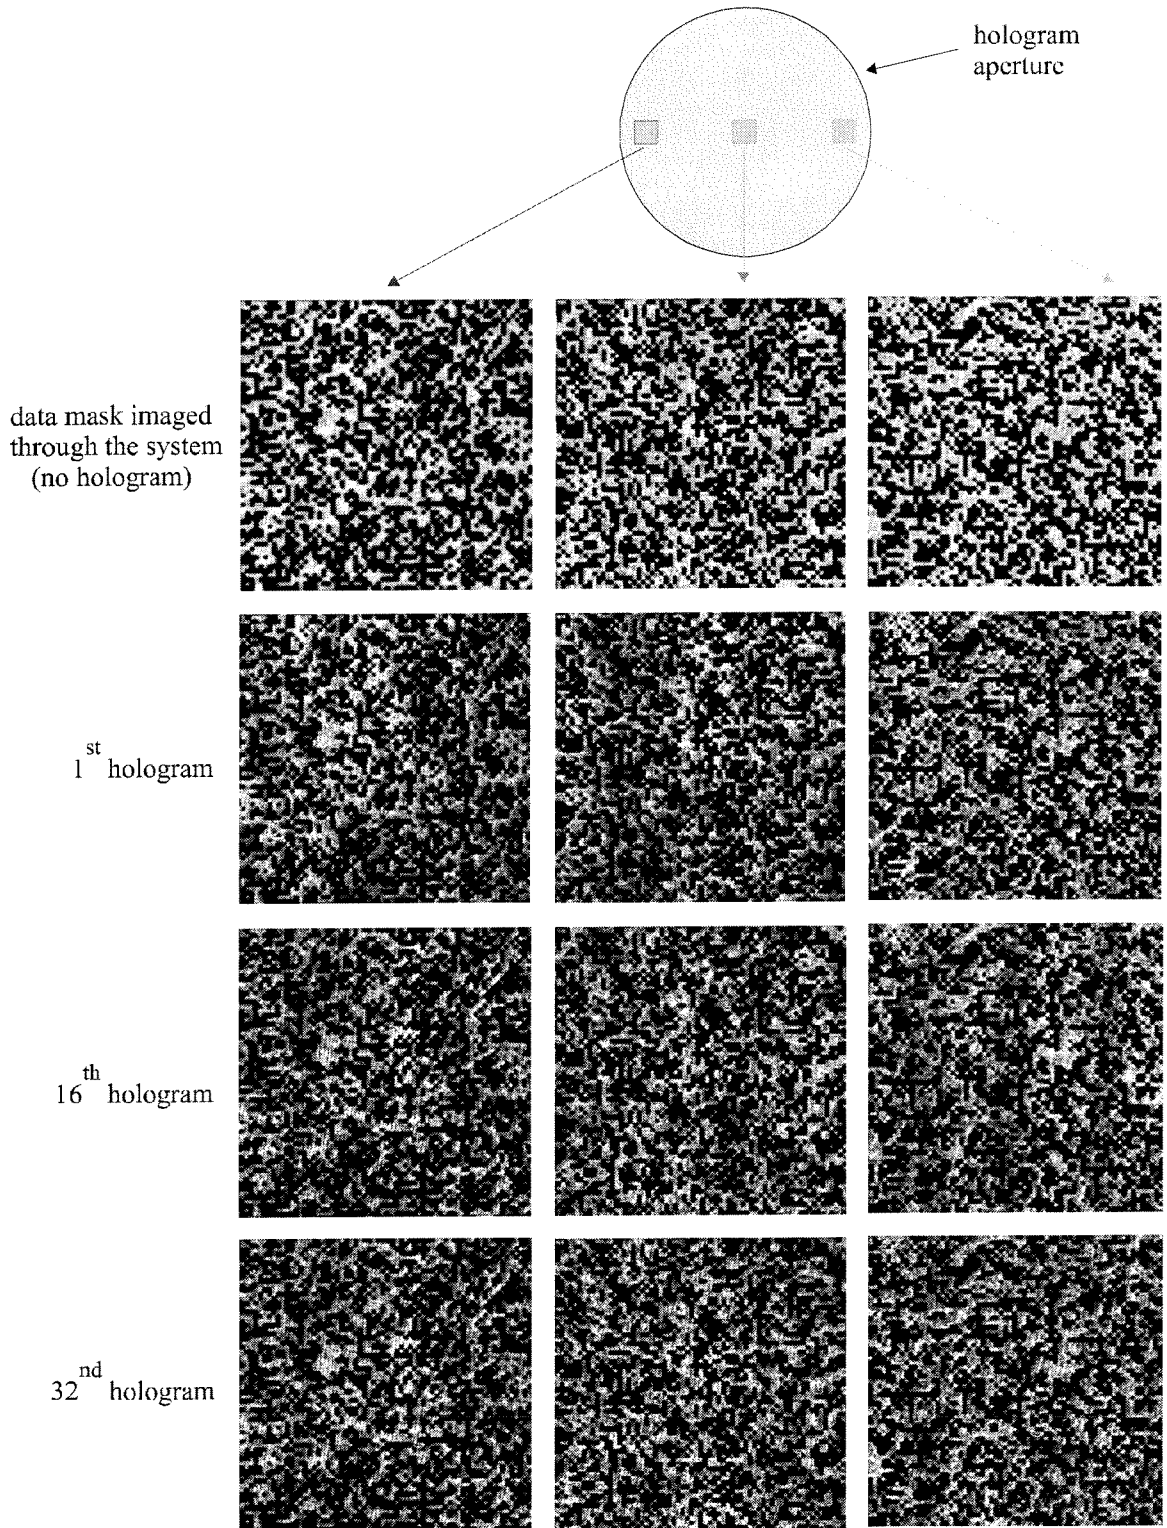 hologram
aperture
data mask imaged
through the system
(no hologram)
1st hologram
16th hologram
32nd hologram